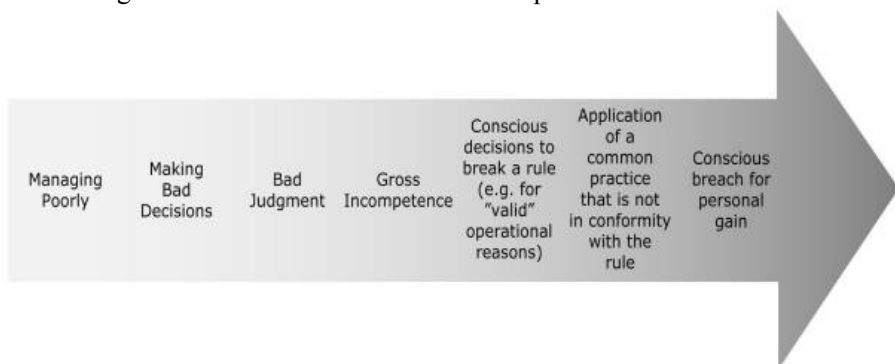 Managing
Poorly
Making
Bad
Decisions
Bad
Judgment
Gross
Incompetence
Conscious
decisions to
break a rule
(e.g. for
"valid"
operational
reasons)
Application
of a
common
practice
that is not
in conformity
with the
rule
Conscious
breach for
personal
gain